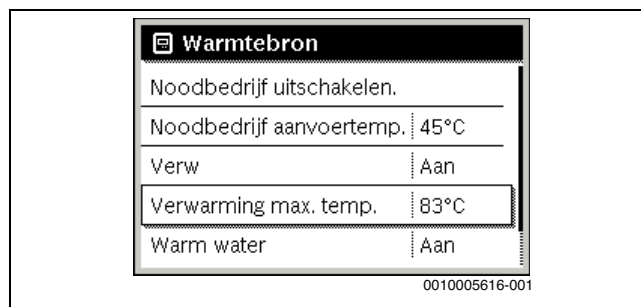 Warmtebron
Noodbedrijf uitschakelen.
Noodbedrijf aanvoertemp. 45°C
Verw Aan
Verwarming max. temp. 83°C
Warm water Aan
0010005616-001